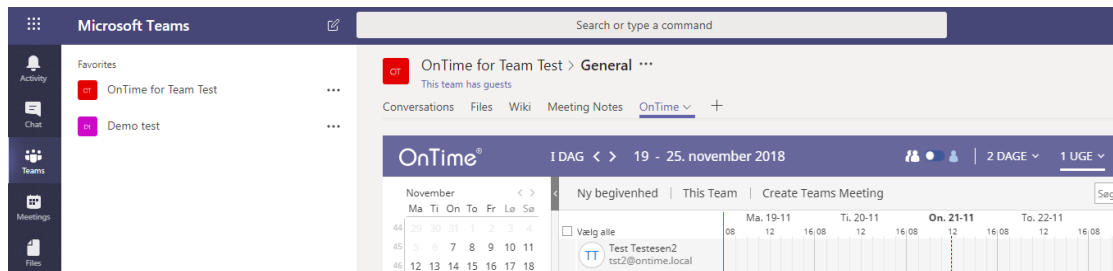 Microsoft Teams
Search or type a command
Activity
Chat
Teams
Meetings
Files
Favorites
OT OnTime for Team Test ...
Dt Demo test ...
OT OnTime for Team Test > General ...
This team has guests
Conversations Files Wiki Meeting Notes OnTime +
OnTime® I DAG < > 19 - 25. november 2018 2 DAGE 1 UGE
November < >
Ma Ti On To Fr Lø Sø
44 29 30 31 1 2 3 4
45 5 6 7 8 9 10 11
46 12 13 14 15 16 17 18
Ny begivenhed | This Team | Create Teams Meeting Søg
Ma. 19-11 Ti. 20-11 On. 21-11 To. 22-11
Vælg alle 08 12 16 08 12 16 08 12 16 08 12 16 08
TT Test Testesen2
tst2@ontime.local